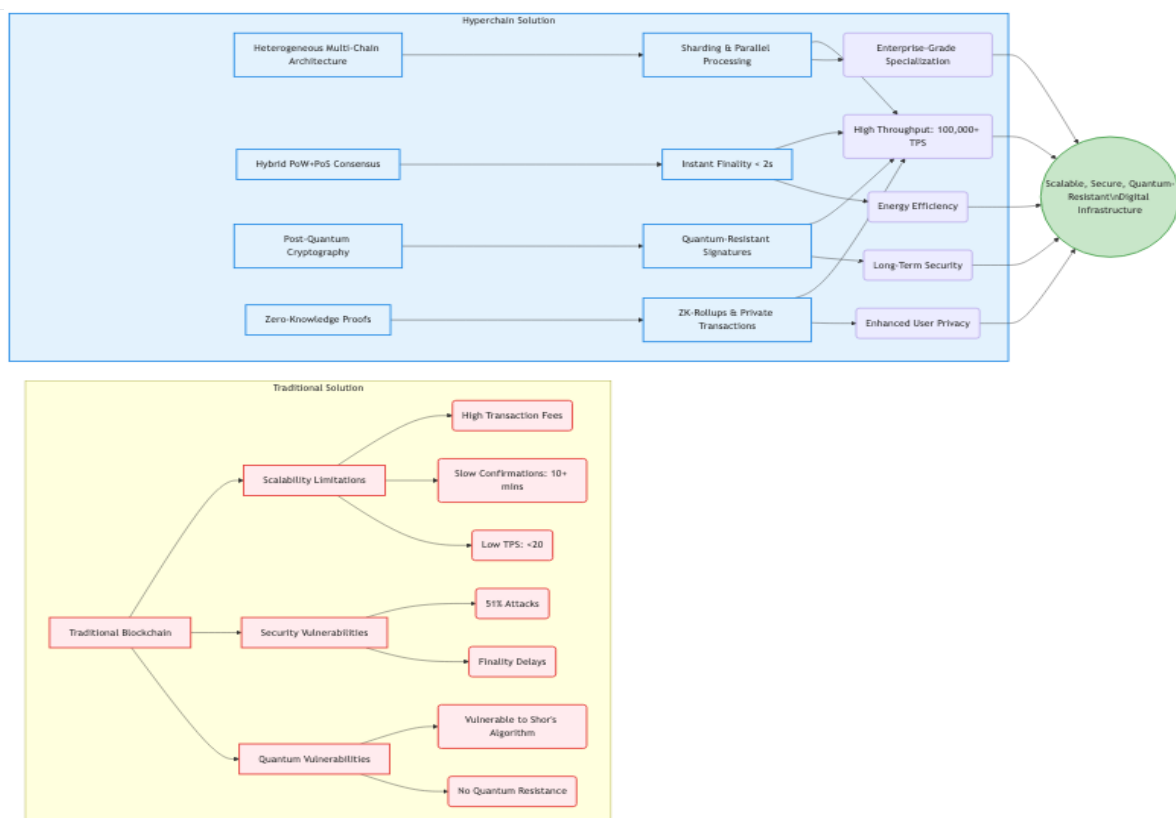 Hyperchain Solution
Heterogeneous Multi-Chain
Architecture
Sharding & Parallel
Processing
Enterprise-Grade
Specialization
High Throughput: 100,000+
TPS
Hybrid PoW+PoS Consensus
Instant Finality < 2s
Energy Efficiency
Scalable, Secure, Quantum-
Resistant\nDigital
Infrastructure
Post-Quantum
Cryptography
Quantum-Resistant
Signatures
Long-Term Security
Zero-Knowledge Proofs
ZK-Rollups & Private
Transactions
Enhanced User Privacy
Traditional Solution
High Transaction Fees
Scalability Limitations
Slow Confirmations: 10+
mins
Low TPS: <20
51% Attacks
Traditional Blockchain
Security Vulnerabilities
Finality Delays
Vulnerable to Shor's
Algorithm
Quantum Vulnerabilities
No Quantum Resistance